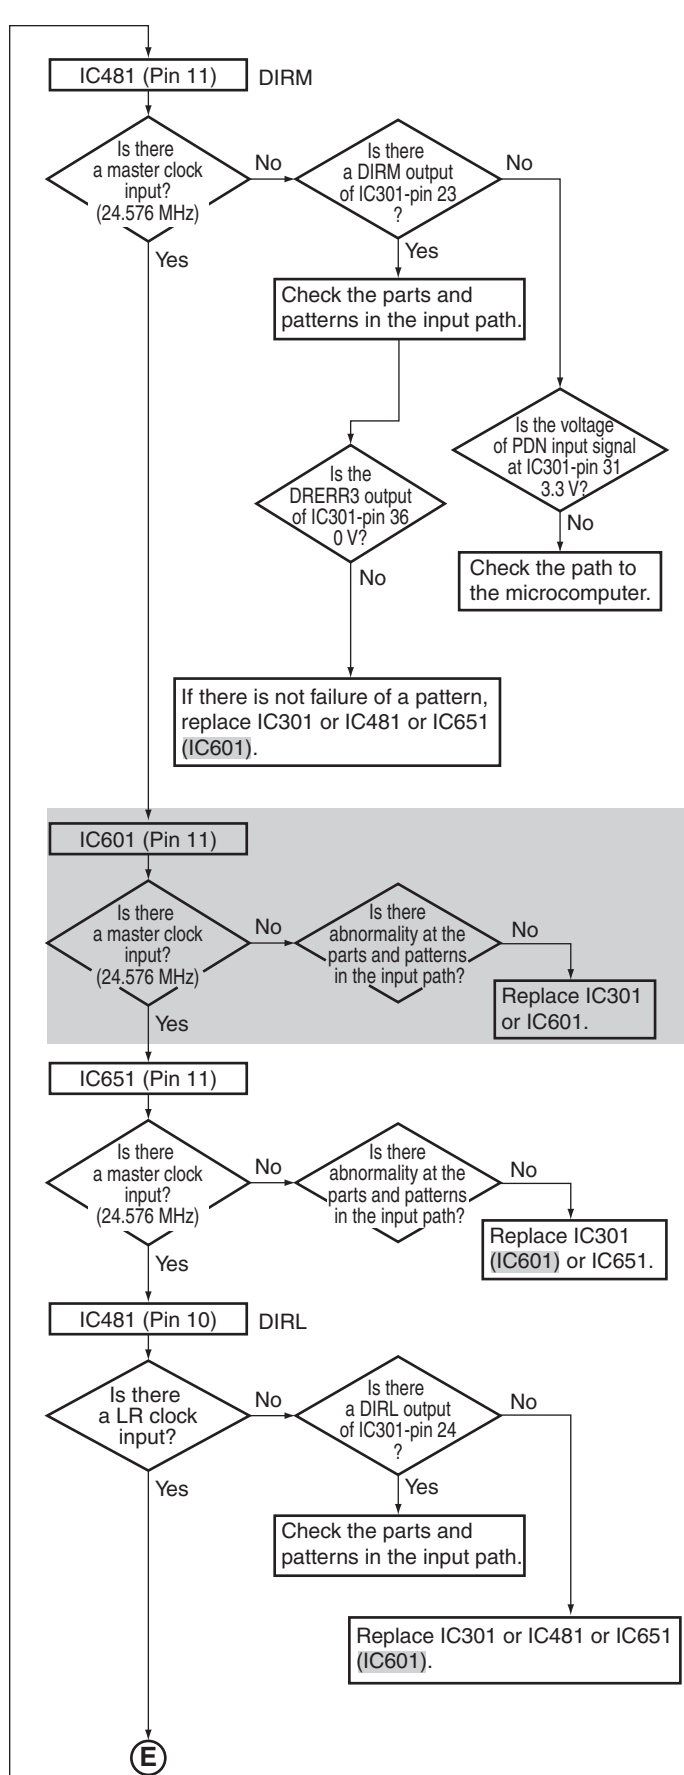 IC481 (Pin 11)
DIRM
Is there
a master clock
input?
(24.576 MHz)
No
Is there
a DIRM output
of IC301-pin 23
?
No
Yes
Yes
Check the parts and
patterns in the input path.
Is the voltage
of PDN input signal
at IC301-pin 31
3.3 V?
Is the
DRERR3 output
of IC301-pin 36
0 V?
No
Check the path to
the microcomputer.
No
If there is not failure of a pattern,
replace IC301 or IC481 or IC651
(IC601).
IC601 (Pin 11)
Is there
a master clock
input?
(24.576 MHz)
No
Is there
abnormality at the
parts and patterns
in the input path?
No
Replace IC301
or IC601.
Yes
IC651 (Pin 11)
Is there
a master clock
input?
(24.576 MHz)
No
Is there
abnormality at the
parts and patterns
in the input path?
No
Replace IC301
(IC601) or IC651.
Yes
IC481 (Pin 10)
DIRL
Is there
a LR clock
input?
No
Is there
a DIRL output
of IC301-pin 24
?
No
Yes
Yes
Check the parts and
patterns in the input path.
Replace IC301 or IC481 or IC651
(IC601).
E